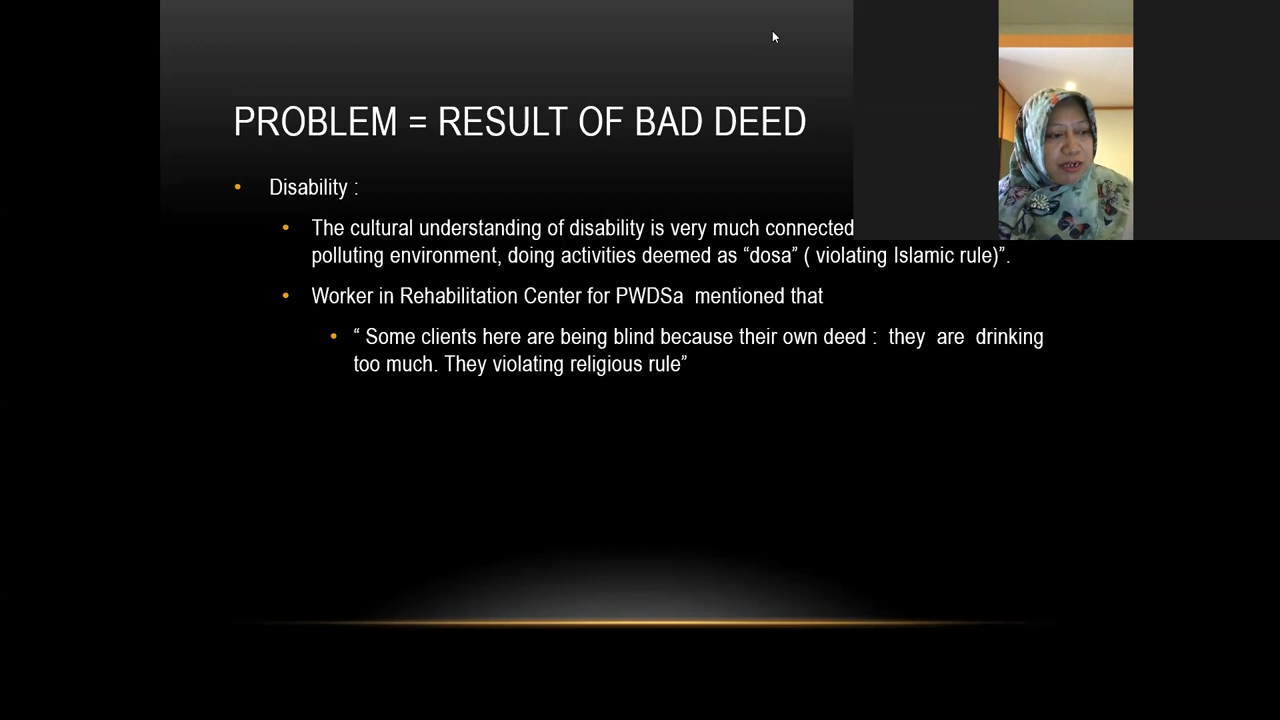 PROBLEM = RESULT OF BAD DEED
Disability :
The cultural understanding of disability is very much connected
polluting environment, doing activities deemed as “dosa” ( violating Islamic rule)”.
Worker in Rehabilitation Center for PWDSa mentioned that
“ Some clients here are being blind because their own deed : they are drinking
too much. They violating religious rule”